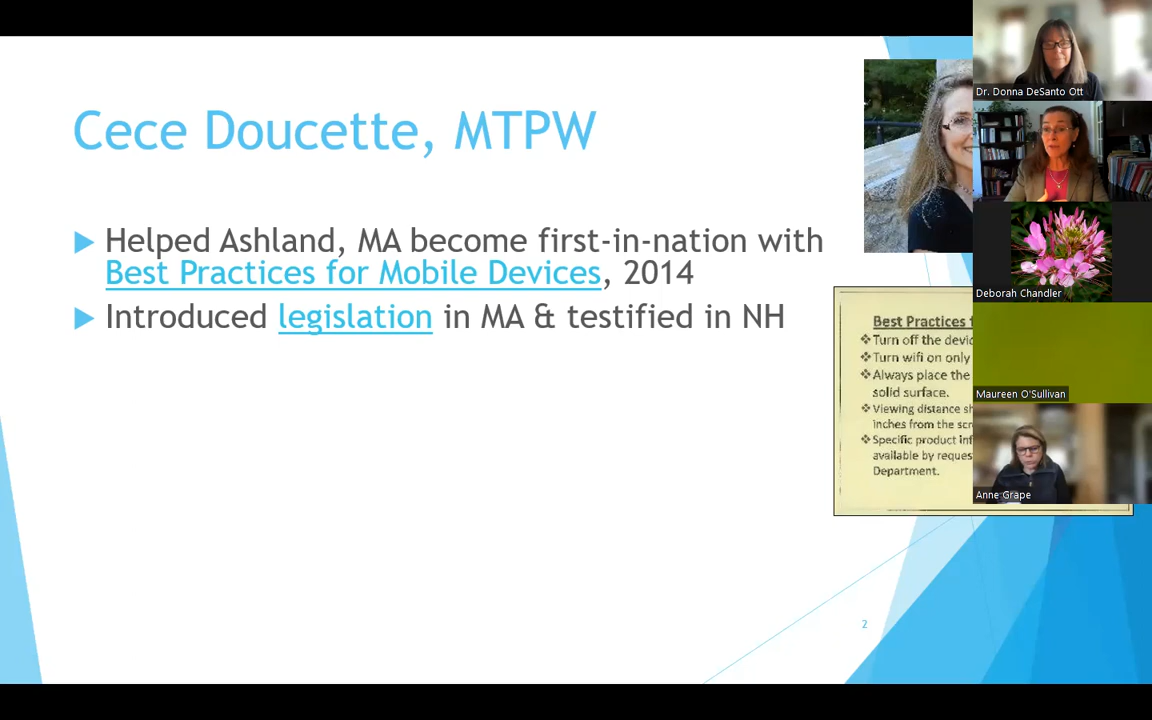 Cece Doucette, MTPW
Helped Ashland, MA become first-in-nation with
Best Practices for Mobile Devices, 2014
Introduced legislation in MA & testified in NH
Best Practices f
Turn off the devic
Turn wifi on only
Always place the
solid surface.
Viewing distance sh
inches from the scr
Specific product inf
available by reques
Department.
2
Dr. Donna DeSanto Ott
Deborah Chandler
Maureen O'Sullivan
Anne Grape